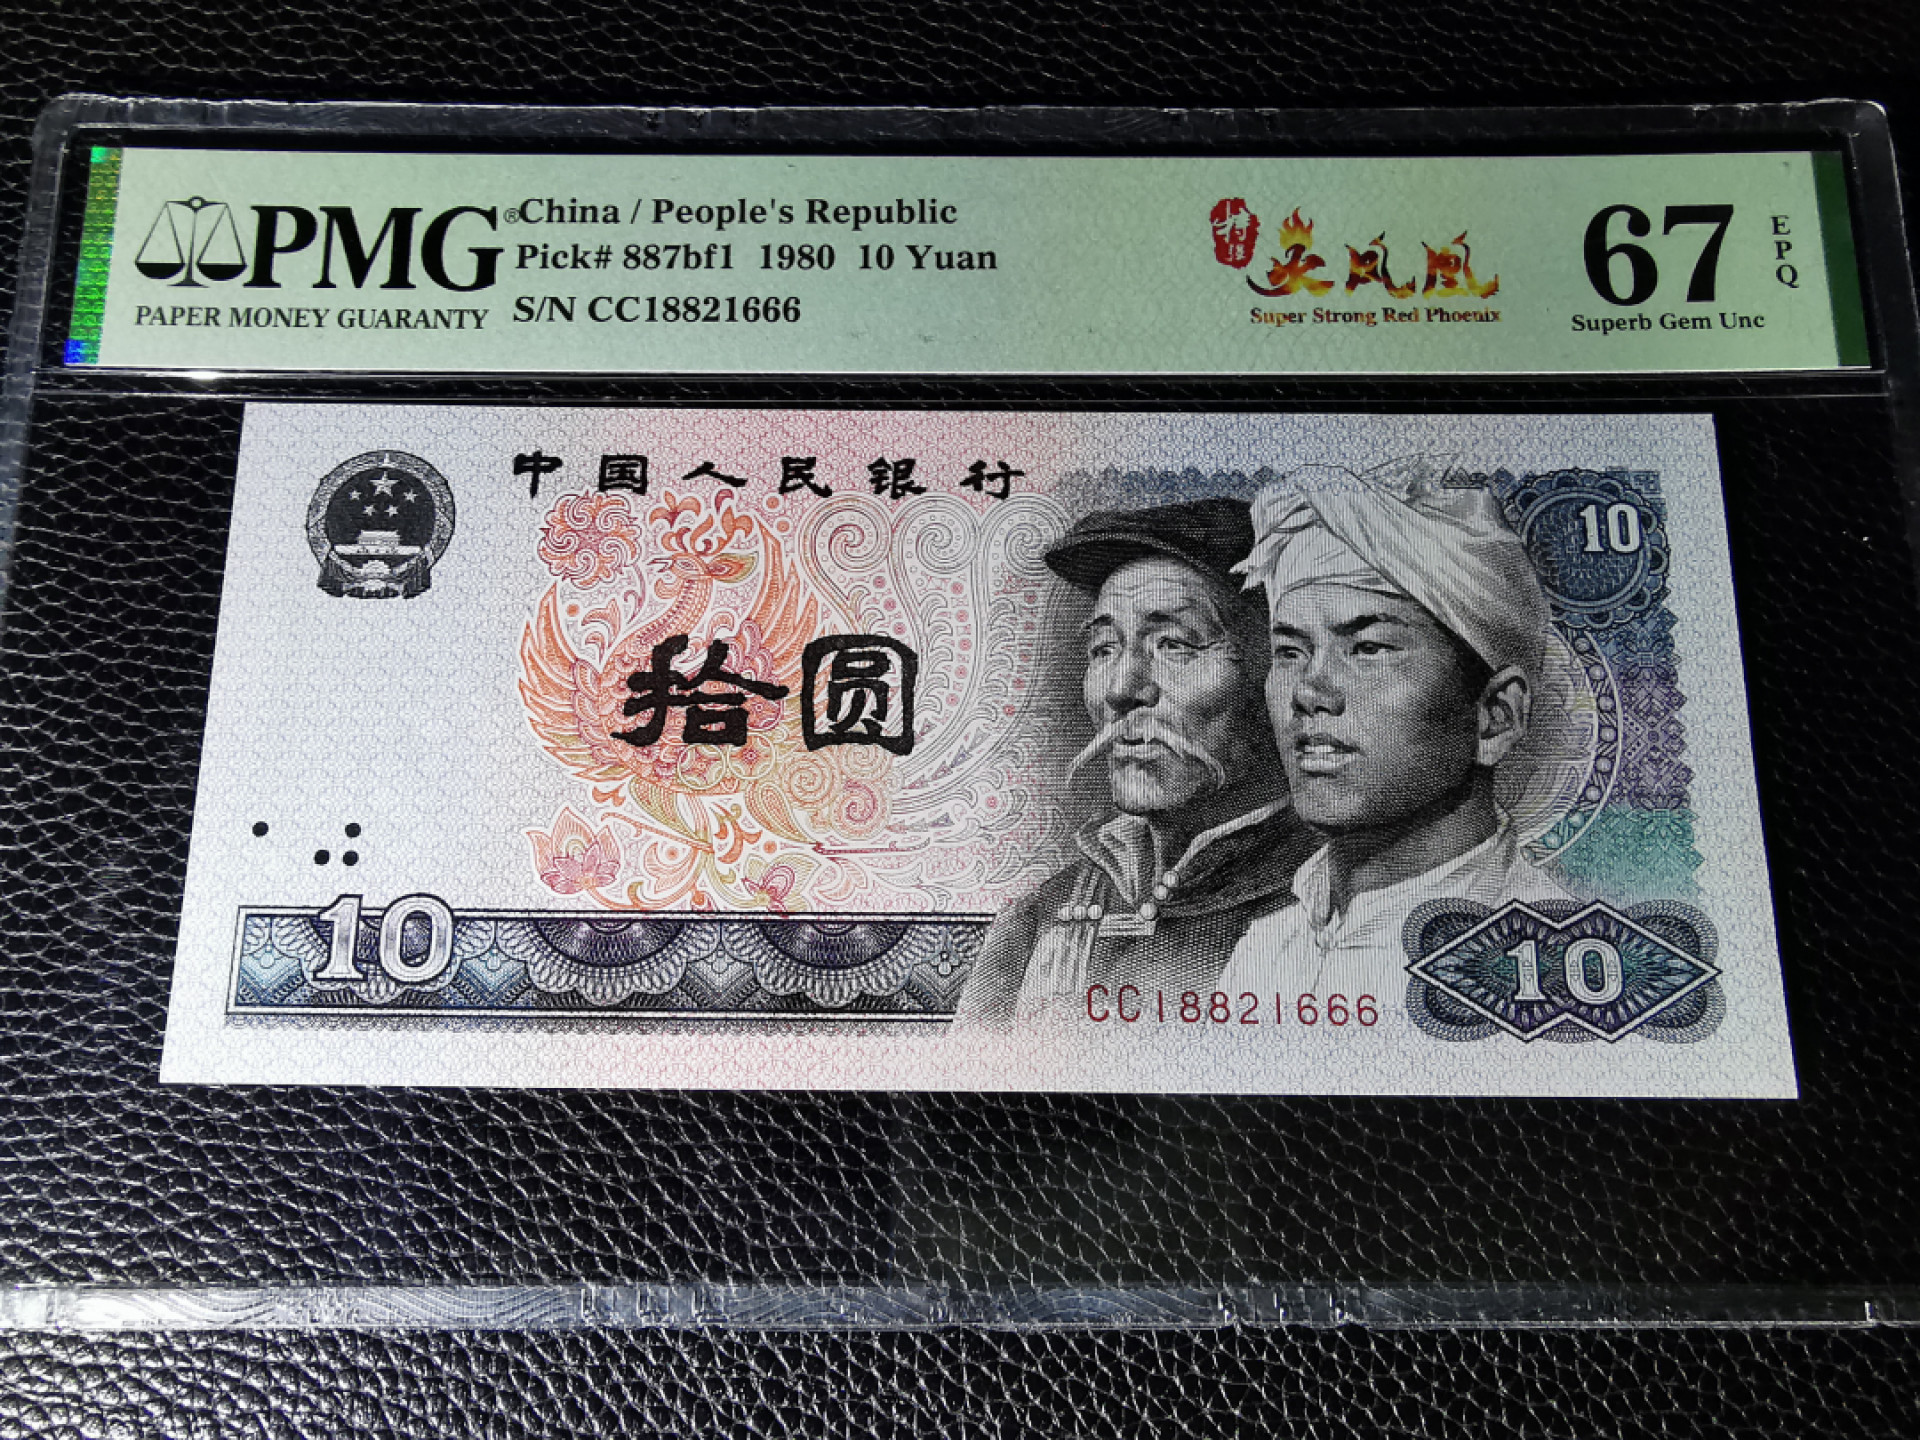 PMG®
PAPER MONEY GUARANTY
China / People's Republic
Pick# 887bf1 1980 10 Yuan
S/N CC18821666
特
火凤凰
Super Strong Red Phoenix
67
EPQ
Superb Gem Unc
中国人民银行
10
拾圆
10
CC18821666
10